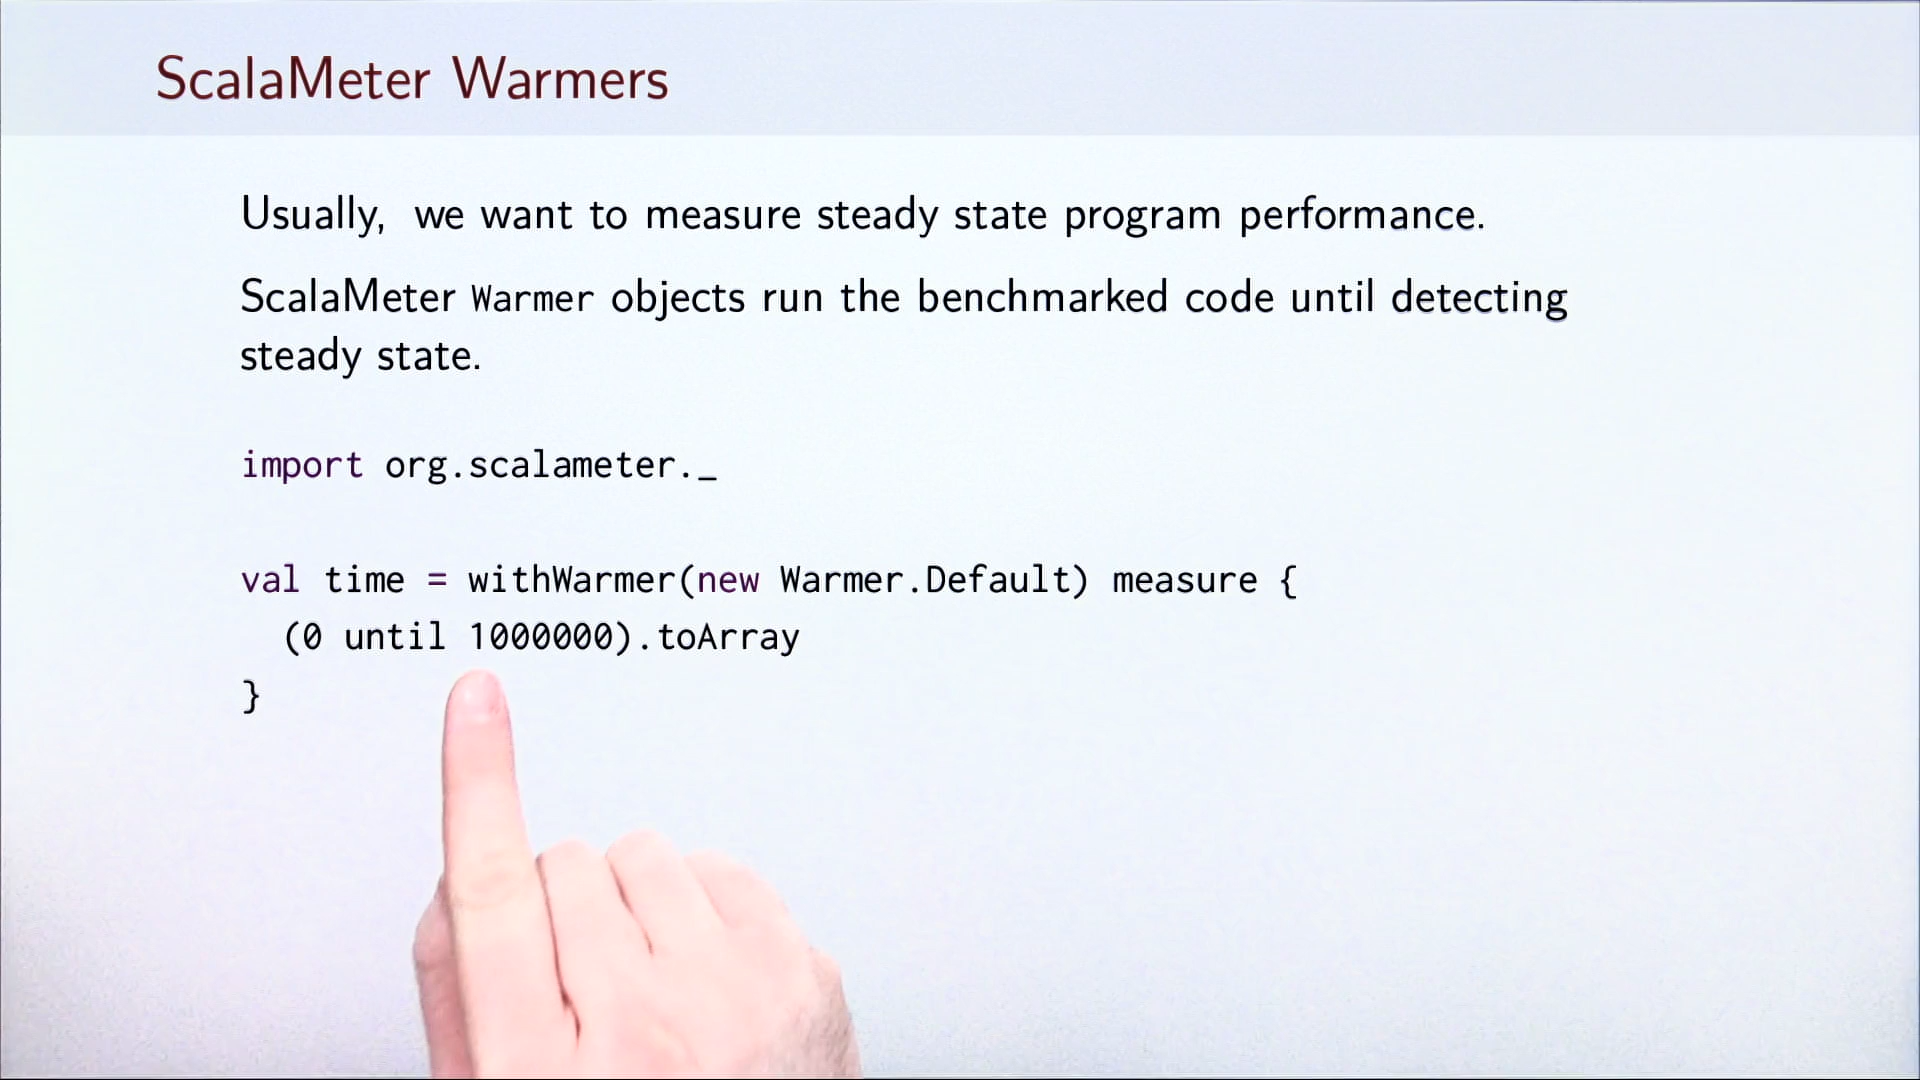 ScalaMeter Warmers
Usually, we want to measure steady state program performance.
ScalaMeter Warmer objects run the benchmarked code until detecting
steady state.
import org.scalameter._
val time = withWarmer(new Warmer.Default) measure {
  (0 until 1000000).toArray
}